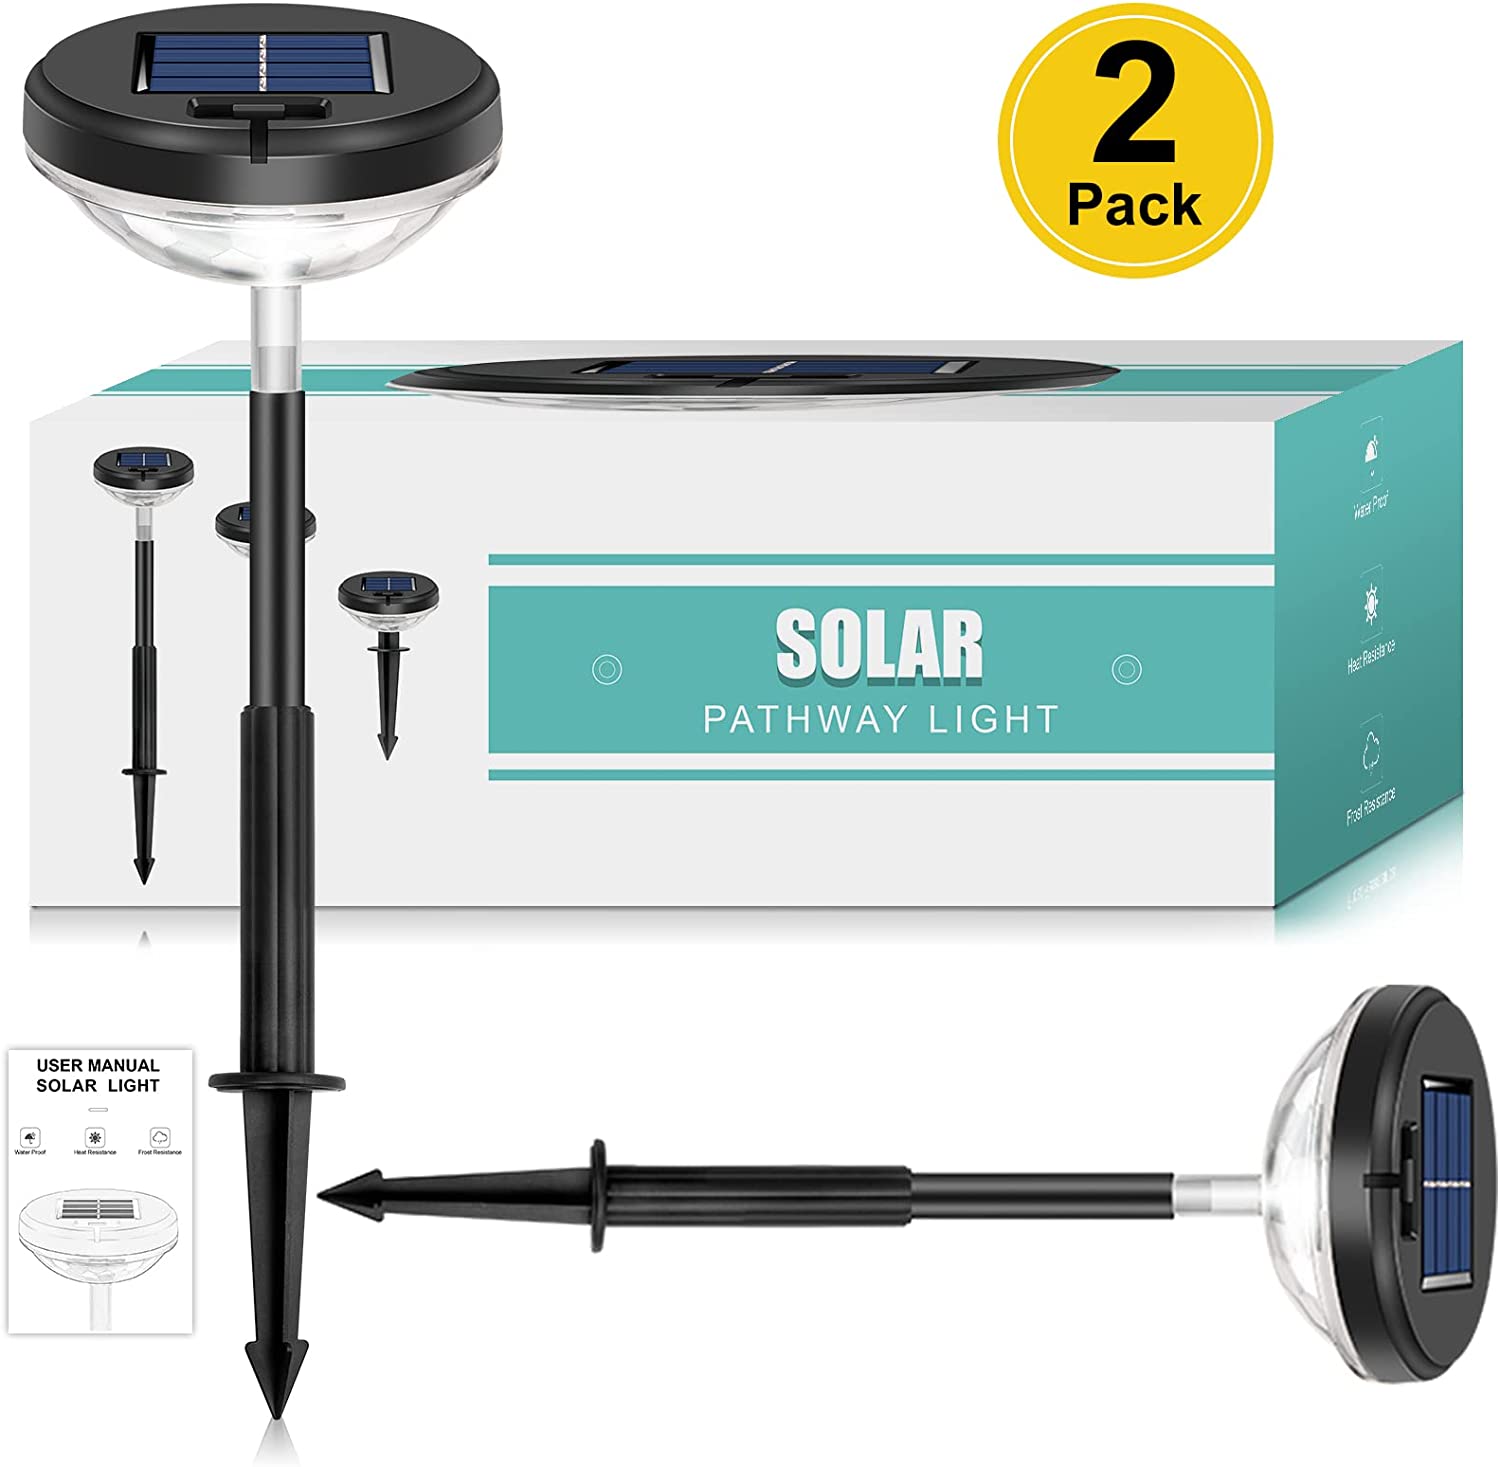 2
Pack
SOLAR
PATHWAY LIGHT
Water Proof
Heat Resistance
Frost Resistance
USER MANUAL
SOLAR LIGHT
Water Proof
Heat Resistance
Frost Resistance